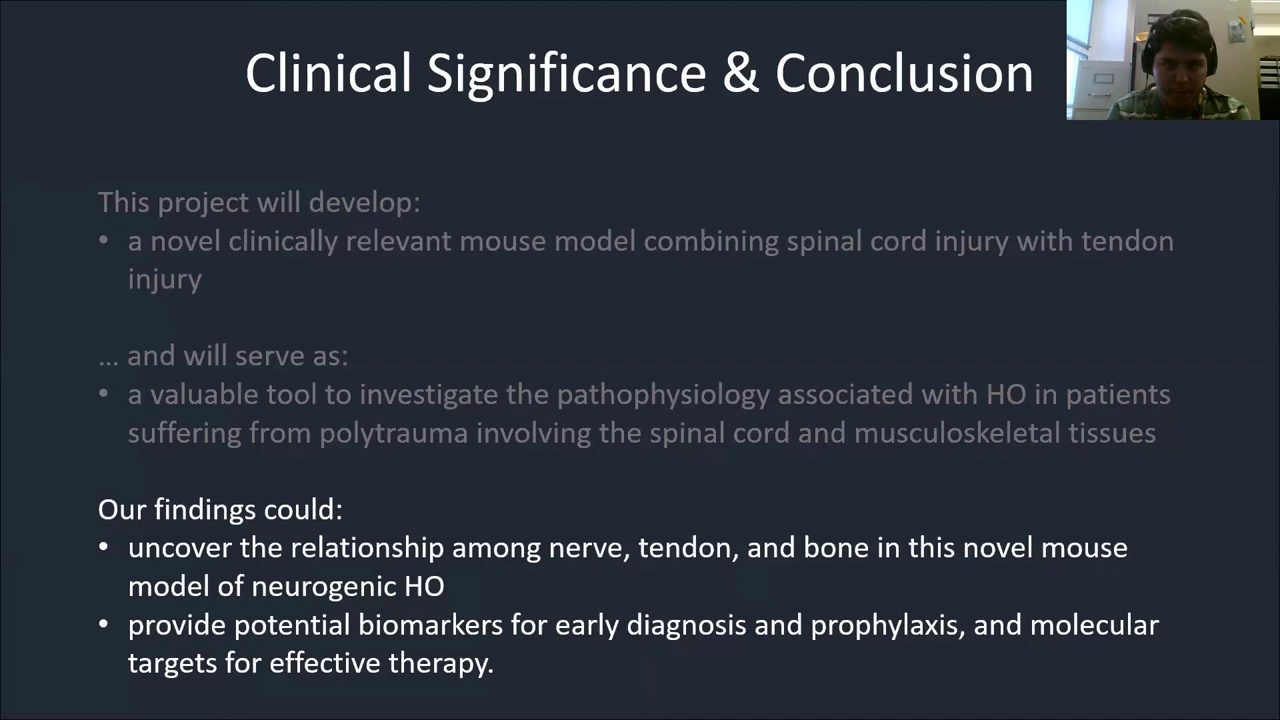 Clinical Significance & Conclusion
This project will develop:
• a novel clinically relevant mouse model combining spinal cord injury with tendon
injury
... and will serve as:
• a valuable tool to investigate the pathophysiology associated with HO in patients
suffering from polytrauma involving the spinal cord and musculoskeletal tissues
Our findings could:
• uncover the relationship among nerve, tendon, and bone in this novel mouse
model of neurogenic HO
• provide potential biomarkers for early diagnosis and prophylaxis, and molecular
targets for effective therapy.